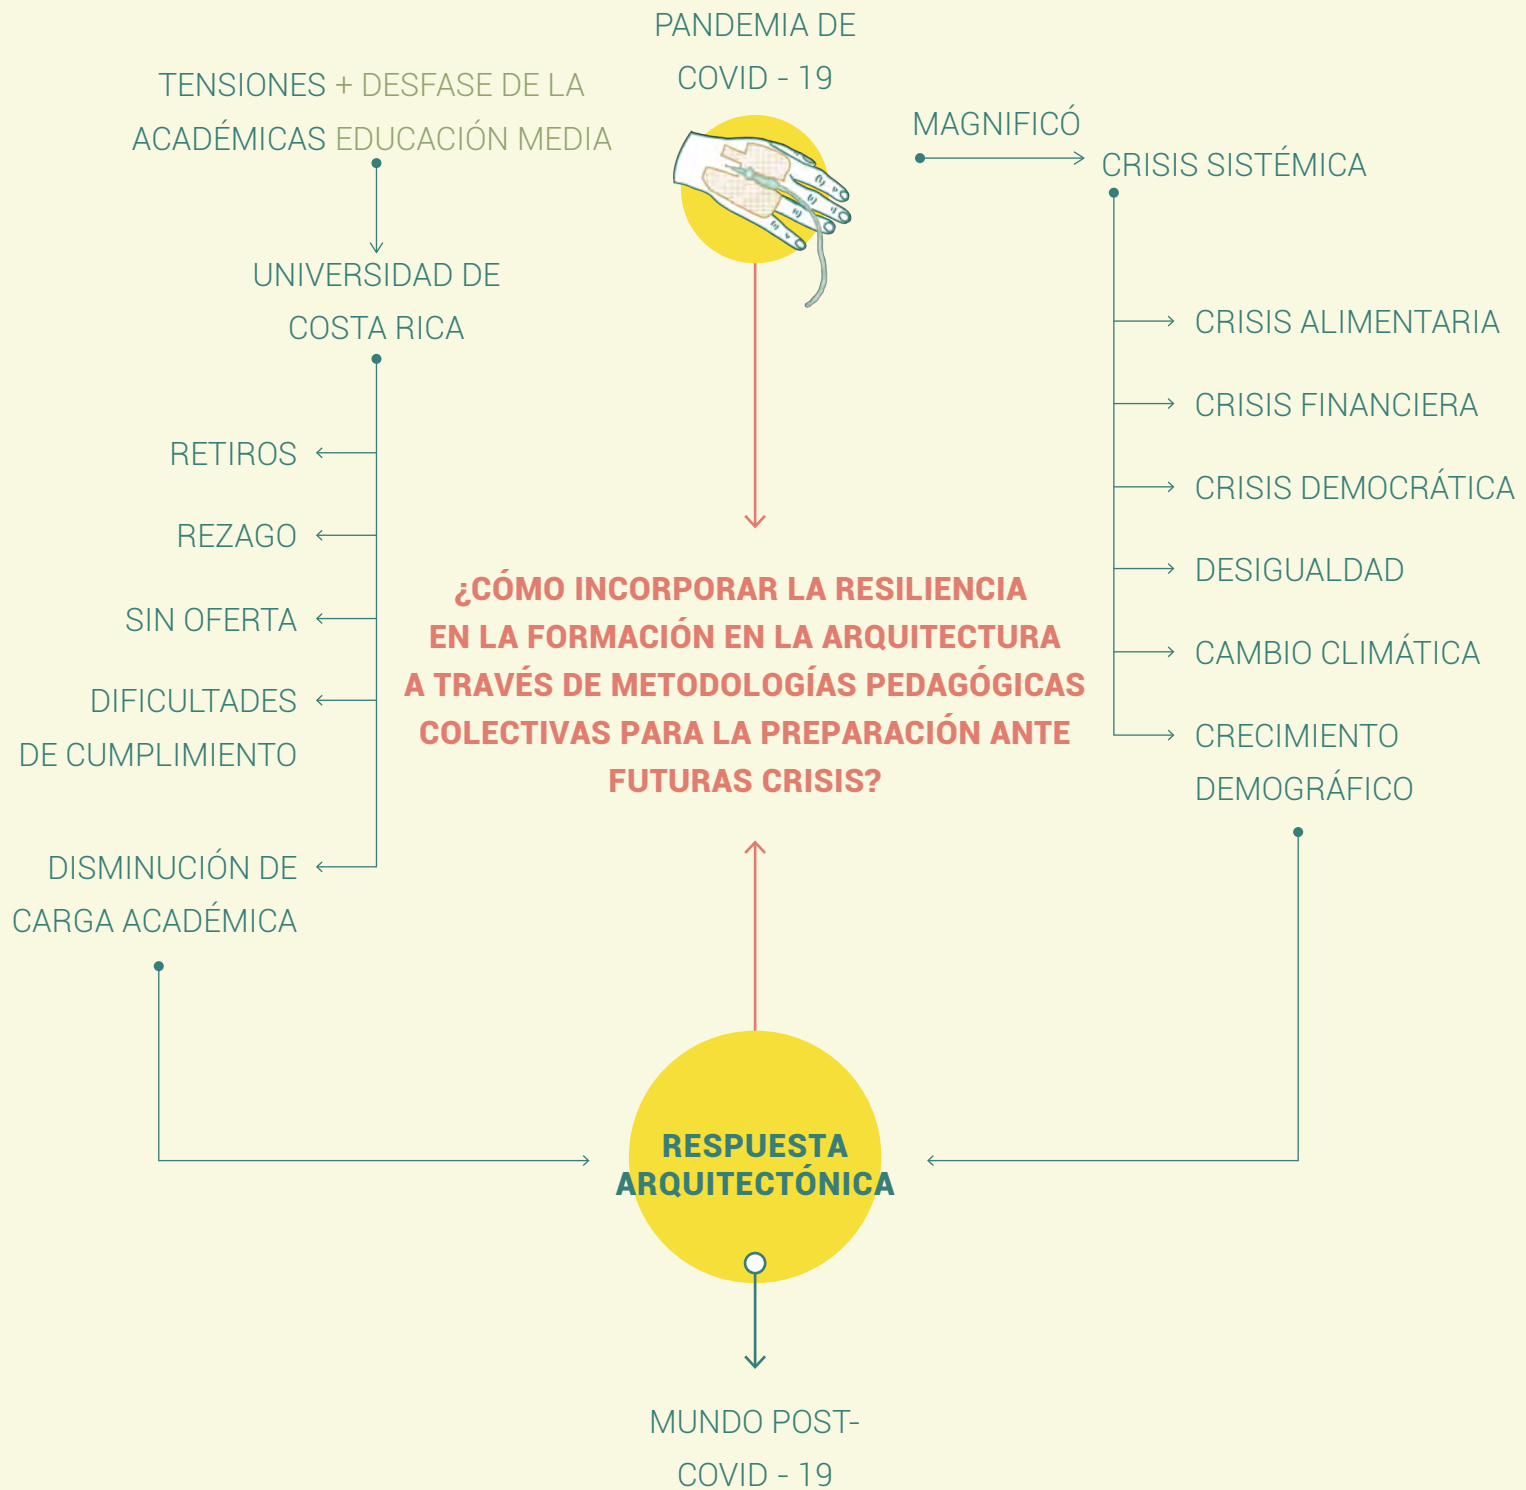 PANDEMIA DE
COVID - 19
TENSIONES + DESFASE DE LA
ACADÉMICAS EDUCACIÓN MEDIA
UNIVERSIDAD DE
COSTA RICA
RETIROS
REZAGO
SIN OFERTA
DIFICULTADES
DE CUMPLIMIENTO
DISMINUCIÓN DE
CARGA ACADÉMICA
MAGNIFICÓ
CRISIS SISTÉMICA
CRISIS ALIMENTARIA
CRISIS FINANCIERA
CRISIS DEMOCRÁTICA
DESIGUALDAD
CAMBIO CLIMÁTICA
CRECIMIENTO
DEMOGRÁFICO
¿CÓMO INCORPORAR LA RESILIENCIA
EN LA FORMACIÓN EN LA ARQUITECTURA
A TRAVÉS DE METODOLOGÍAS PEDAGÓGICAS
COLECTIVAS PARA LA PREPARACIÓN ANTE
FUTURAS CRISIS?
RESPUESTA
ARQUITECTÓNICA
MUNDO POST-
COVID - 19